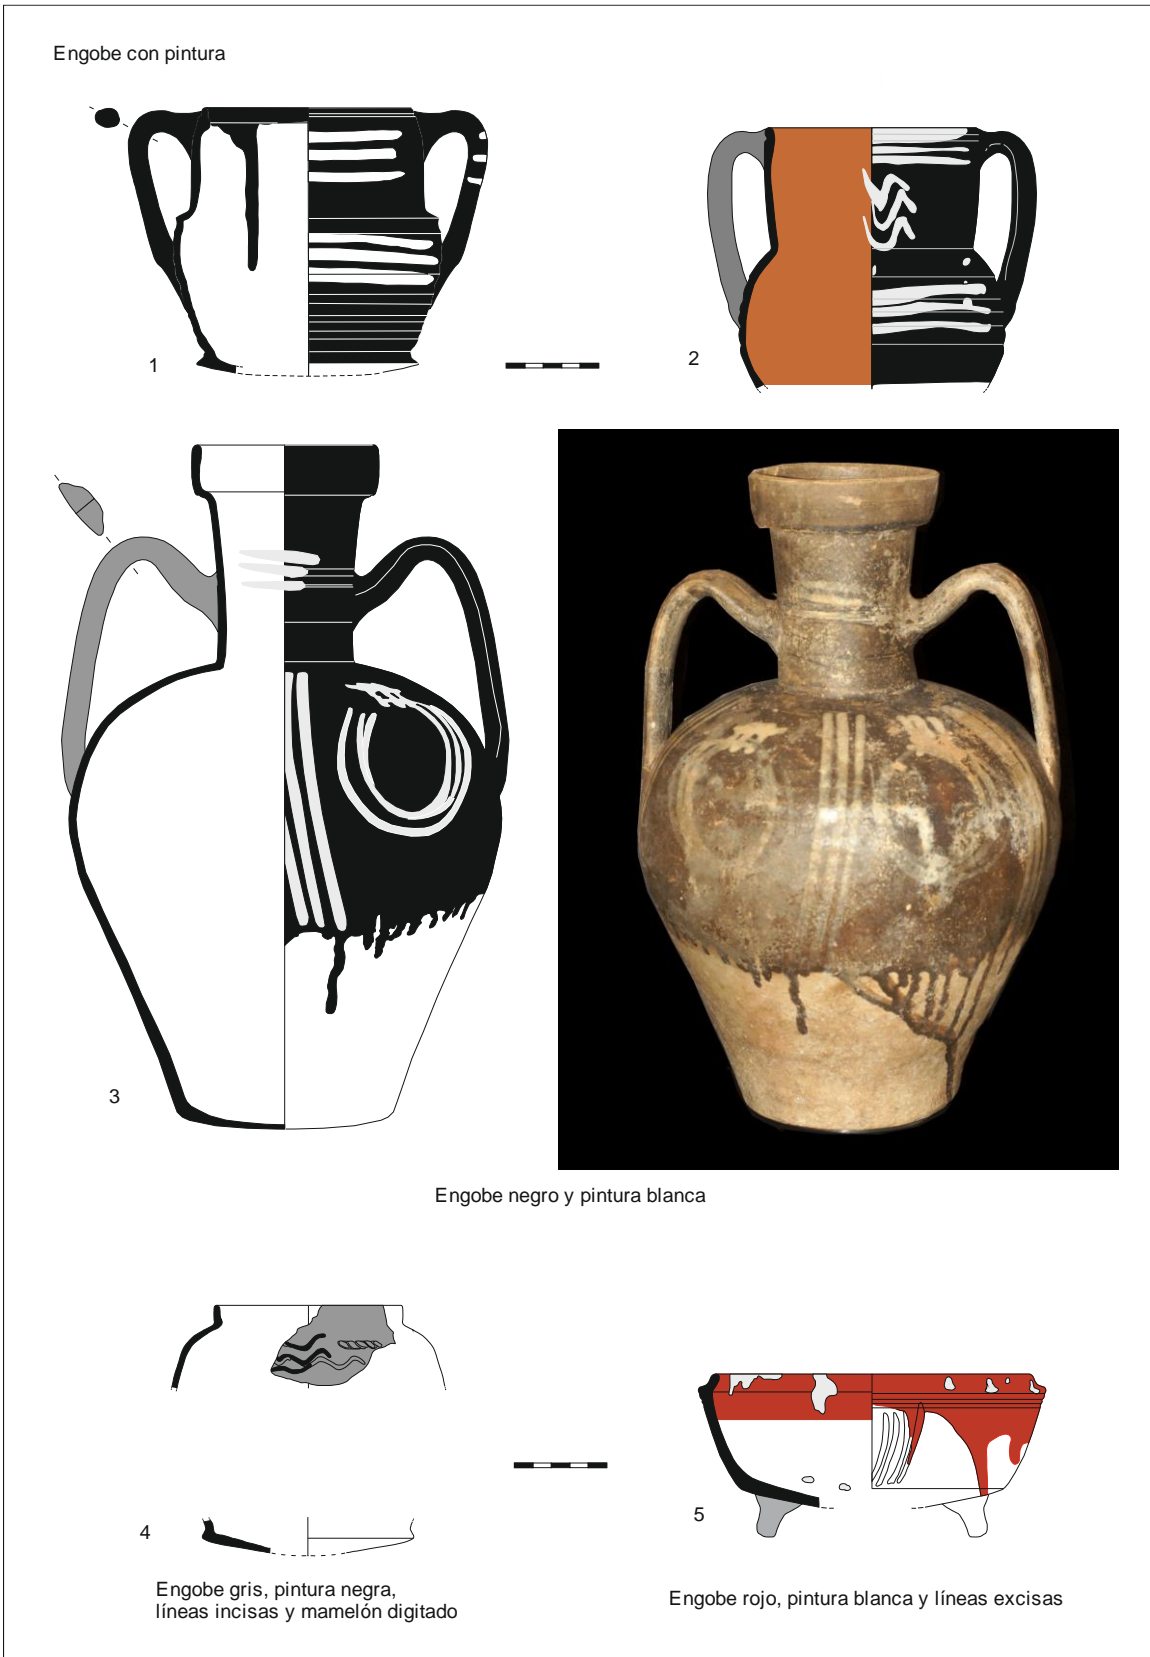 Engobe con pintura
1
2
3
Engobe negro y pintura blanca
4
5
Engobe gris, pintura negra,
líneas incisas y mamelón digitado
Engobe rojo, pintura blanca y líneas excisas